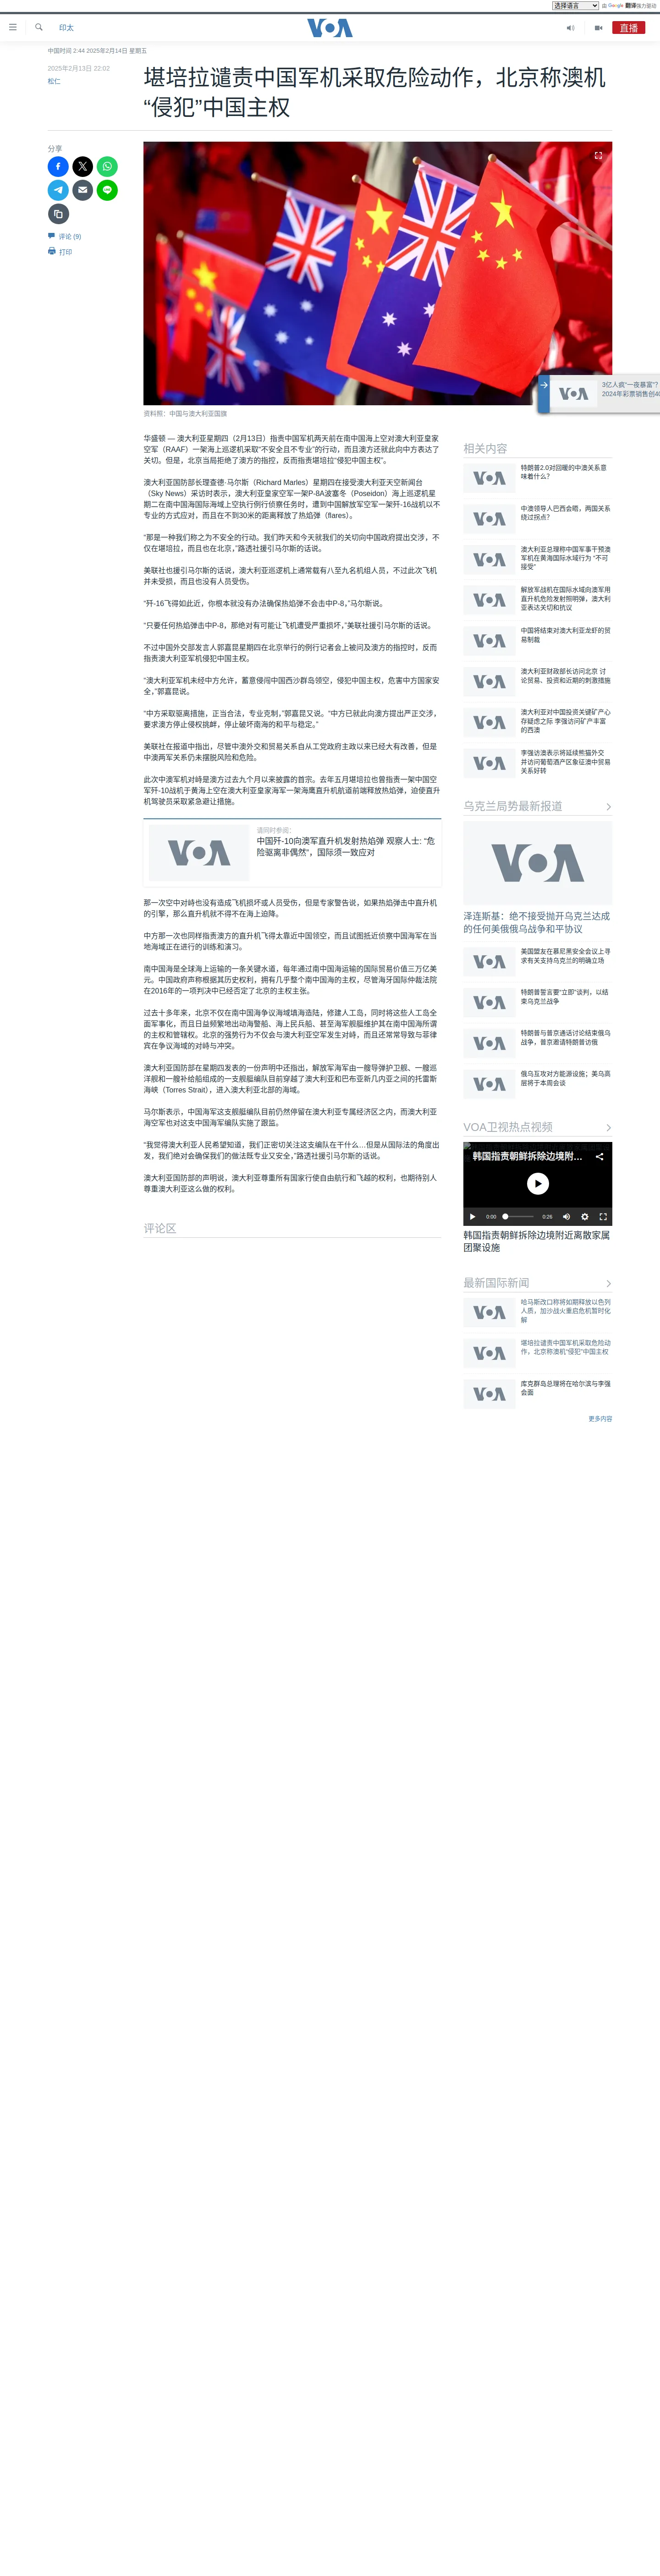 选择语言
由 Google 翻译强力驱动
印太
VOA
直播
中国时间 2:44 2025年2月14日 星期五
2025年2月13日 22:02
松仁
堪培拉谴责中国军机采取危险动作，北京称澳机
“侵犯”中国主权
分享
评论 (9)
打印
资料照：中国与澳大利亚国旗
3亿人疯“一夜暴富”？
2024年彩票销售创
华盛顿 — 澳大利亚星期四（2月13日）指责中国军机两天前在南中国海上空对澳大利亚皇家
空军（RAAF）一架海上巡逻机采取“不安全且不专业”的行动，而且澳方还就此向中方表达了
关切。但是，北京当局拒绝了澳方的指控，反而指责堪培拉“侵犯中国主权”。
澳大利亚国防部长理查德·马尔斯（Richard Marles）星期四在接受澳大利亚天空新闻台
（Sky News）采访时表示，澳大利亚皇家空军一架P-8A波塞冬（Poseidon）海上巡逻机星
期二在南中国海国际海域上空执行例行侦察任务时，遭到中国解放军空军一架歼-16战机以不
专业的方式应对，而且在不到30米的距离释放了热焰弹（flares）。
“那是一种我们称之为不安全的行动。我们昨天和今天就我们的关切向中国政府提出交涉，不
仅在堪培拉，而且也在北京，”路透社援引马尔斯的话说。
美联社也援引马尔斯的话说，澳大利亚巡逻机上通常载有八至九名机组人员，不过此次飞机
并未受损，而且也没有人员受伤。
“歼-16飞得如此近，你根本就没有办法确保热焰弹不会击中P-8，”马尔斯说。
“只要任何热焰弹击中P-8，那绝对有可能让飞机遭受严重损坏，”美联社援引马尔斯的话说。
不过中国外交部发言人郭嘉昆星期四在北京举行的例行记者会上被问及澳方的指控时，反而
指责澳大利亚军机侵犯中国主权。
“澳大利亚军机未经中方允许，蓄意侵闯中国西沙群岛领空，侵犯中国主权，危害中方国家安
全，”郭嘉昆说。
“中方采取驱离措施，正当合法，专业克制，”郭嘉昆又说。“中方已就此向澳方提出严正交涉，
要求澳方停止侵权挑衅，停止破坏南海的和平与稳定。”
美联社在报道中指出，尽管中澳外交和贸易关系自从工党政府主政以来已经大有改善，但是
中澳两军关系仍未摆脱风险和危险。
此次中澳军机对峙是澳方过去九个月以来披露的首宗。去年五月堪培拉也曾指责一架中国空
军歼-10战机于黄海上空在澳大利亚皇家海军一架海鹰直升机航道前端释放热焰弹，迫使直升
机驾驶员采取紧急避让措施。
请同时参阅：
中国歼-10向澳军直升机发射热焰弹 观察人士: “危
险驱离非偶然”，国际须一致应对
那一次空中对峙也没有造成飞机损坏或人员受伤，但是专家警告说，如果热焰弹击中直升机
的引擎，那么直升机就不得不在海上迫降。
中方那一次也同样指责澳方的直升机飞得太靠近中国领空，而且试图抵近侦察中国海军在当
地海域正在进行的训练和演习。
南中国海是全球海上运输的一条关键水道，每年通过南中国海运输的国际贸易价值三万亿美
元。中国政府声称根据其历史权利，拥有几乎整个南中国海的主权，尽管海牙国际仲裁法院
在2016年的一项判决中已经否定了北京的主权主张。
过去十多年来，北京不仅在南中国海争议海域填海造陆，修建人工岛，同时将这些人工岛全
面军事化，而且日益频繁地出动海警船、海上民兵船、甚至海军舰艇维护其在南中国海所谓
的主权和管辖权。北京的强势行为不仅会与澳大利亚空军发生对峙，而且还常常导致与菲律
宾在争议海域的对峙与冲突。
澳大利亚国防部在星期四发表的一份声明中还指出，解放军海军由一艘导弹护卫舰、一艘巡
洋舰和一艘补给船组成的一支舰艇编队目前穿越了澳大利亚和巴布亚新几内亚之间的托雷斯
海峡（Torres Strait），进入澳大利亚北部的海域。
马尔斯表示，中国海军这支舰艇编队目前仍然停留在澳大利亚专属经济区之内，而澳大利亚
海空军也对这支中国海军编队实施了跟监。
“我觉得澳大利亚人民希望知道，我们正密切关注这支编队在干什么…但是从国际法的角度出
发，我们绝对会确保我们的做法既专业又安全，”路透社援引马尔斯的话说。
澳大利亚国防部的声明说，澳大利亚尊重所有国家行使自由航行和飞越的权利，也期待别人
尊重澳大利亚这么做的权利。
评论区
相关内容
特朗普2.0对回暖的中澳关系意
味着什么？
中澳领导人巴西会晤，两国关系
绕过拐点？
澳大利亚总理称中国军事干预澳
军机在黄海国际水域行为 “不可
接受”
解放军战机在国际水域向澳军用
直升机危险发射照明弹，澳大利
亚表达关切和抗议
中国将结束对澳大利亚龙虾的贸
易制裁
澳大利亚财政部长访问北京 讨
论贸易、投资和近期的刺激措施
澳大利亚对中国投资关键矿产心
存疑虑之际 李强访问矿产丰富
的西澳
李强访澳表示将延续熊猫外交
并访问葡萄酒产区象征澳中贸易
关系好转
乌克兰局势最新报道
泽连斯基：绝不接受抛开乌克兰达成
的任何美俄俄乌战争和平协议
美国盟友在慕尼黑安全会议上寻
求有关支持乌克兰的明确立场
特朗普誓言要“立即”谈判，以结
束乌克兰战争
特朗普与普京通话讨论结束俄乌
战争，普京邀请特朗普访俄
俄乌互攻对方能源设施；美乌高
层将于本周会谈
VOA卫视热点视频
韩国指责朝鲜拆除边境附…
0:00
0:26
韩国指责朝鲜拆除边境附近离散家属
团聚设施
最新国际新闻
哈马斯改口称将如期释放以色列
人质，加沙战火重启危机暂时化
解
堪培拉谴责中国军机采取危险动
作，北京称澳机“侵犯”中国主权
库克群岛总理将在哈尔滨与李强
会面
更多内容